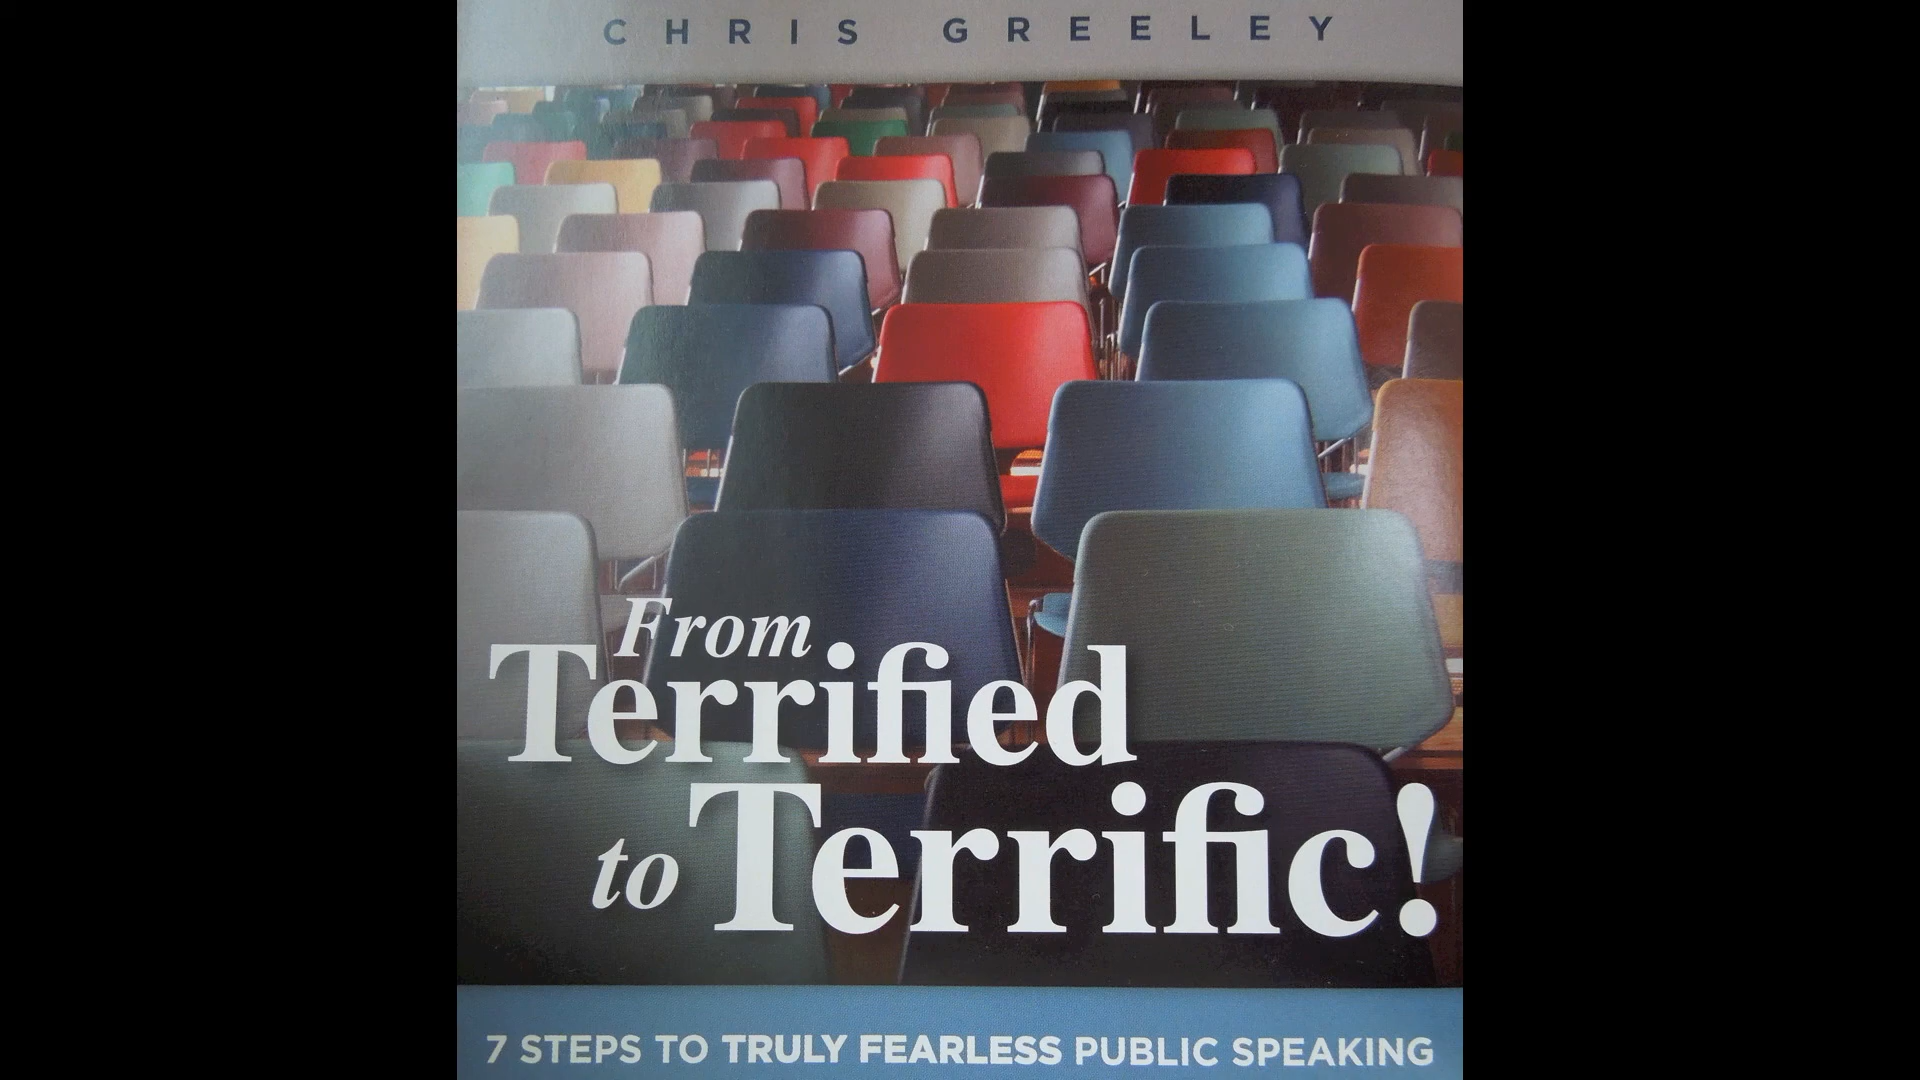 CHRIS GREELEY
From
Terrified
to Terrific!
7 STEPS TO TRULY FEARLESS PUBLIC SPEAKING